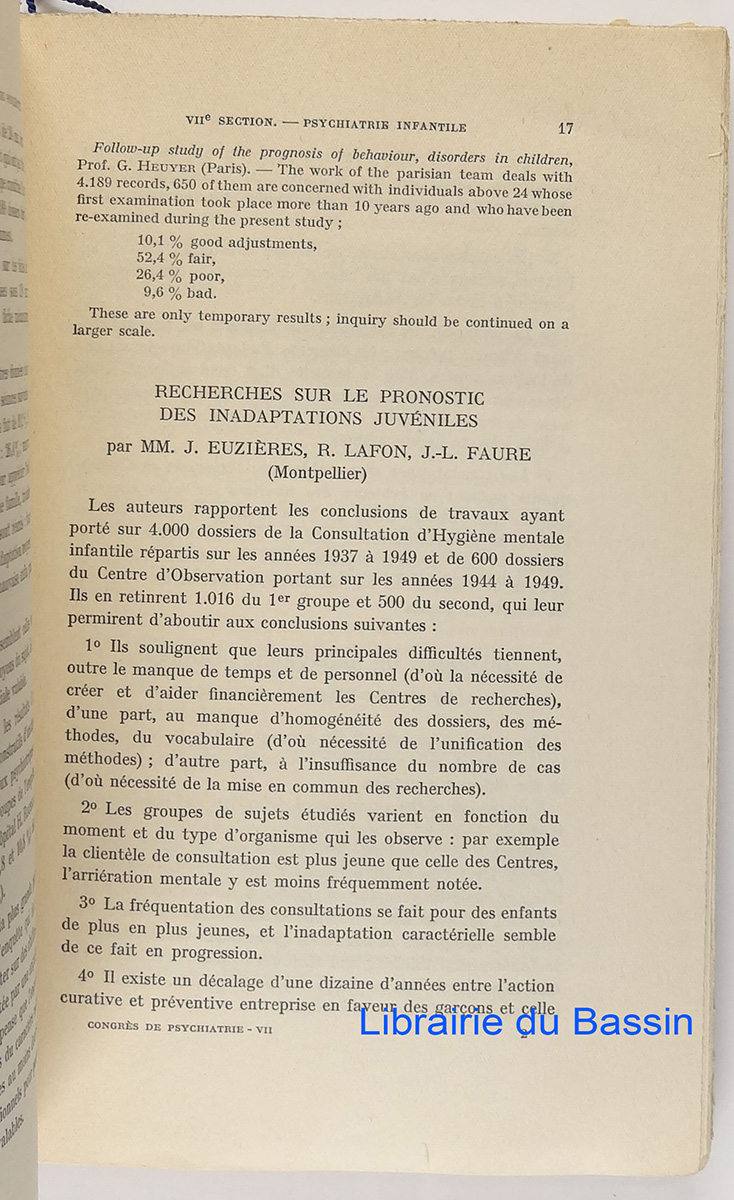 VIIe SECTION. — PSYCHIATRIE INFANTILE 17
Follow-up study of the prognosis of behaviour, disorders in children,
Prof. G. HEUYER (Paris). — The work of the parisian team deals with
4.189 records, 650 of them are concerned with individuals above 24 whose
first examination took place more than 10 years ago and who have been
re-examined during the present study ;
10,1 % good adjustments,
52,4 % fair,
26,4 % poor,
9,6 % bad.
These are only temporary results ; inquiry should be continued on a
larger scale.
RECHERCHES SUR LE PRONOSTIC
DES INADAPTATIONS JUVÉNILES
par MM. J. EUZIÈRES, R. LAFON, J.-L. FAURE
(Montpellier)
Les auteurs rapportent les conclusions de travaux ayant
porté sur 4.000 dossiers de la Consultation d'Hygiène mentale
infantile répartis sur les années 1937 à 1949 et de 600 dossiers
du Centre d'Observation portant sur les années 1944 à 1949.
Ils en retinrent 1.016 du 1er groupe et 500 du second, qui leur
permirent d'aboutir aux conclusions suivantes :
1º Ils soulignent que leurs principales difficultés tiennent,
outre le manque de temps et de personnel (d'où la nécessité de
créer et d'aider financièrement les Centres de recherches),
d'une part, au manque d'homogénéité des dossiers, des mé-
thodes, du vocabulaire (d'où nécessité de l'unification des
méthodes) ; d'autre part, à l'insuffisance du nombre de cas
(d'où nécessité de la mise en commun des recherches).
2º Les groupes de sujets étudiés varient en fonction du
moment et du type d'organisme qui les observe : par exemple
la clientèle de consultation est plus jeune que celle des Centres,
l'arriération mentale y est moins fréquemment notée.
3º La fréquentation des consultations se fait pour des enfants
de plus en plus jeunes, et l'inadaptation caractérielle semble
de ce fait en progression.
4º Il existe un décalage d'une dizaine d'années entre l'action
curative et préventive entreprise en faveur des garçons et celle
CONGRÈS DE PSYCHIATRIE - VII 2
Librairie du Bassin